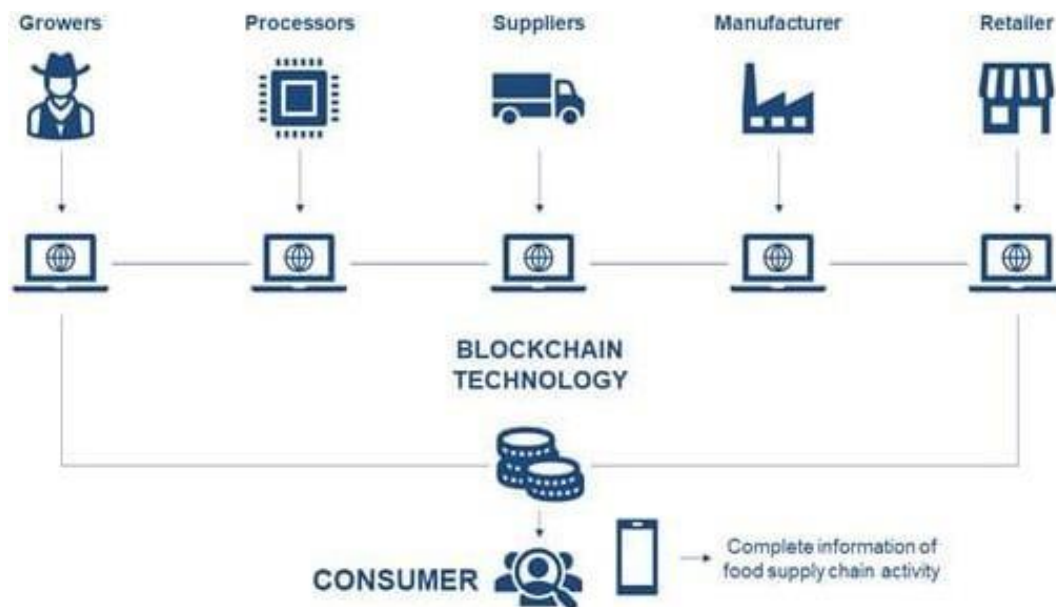 Growers
Processors
Suppliers
Manufacturer
Retailer
BLOCKCHAIN
TECHNOLOGY
CONSUMER
Complete information of
food supply chain activity